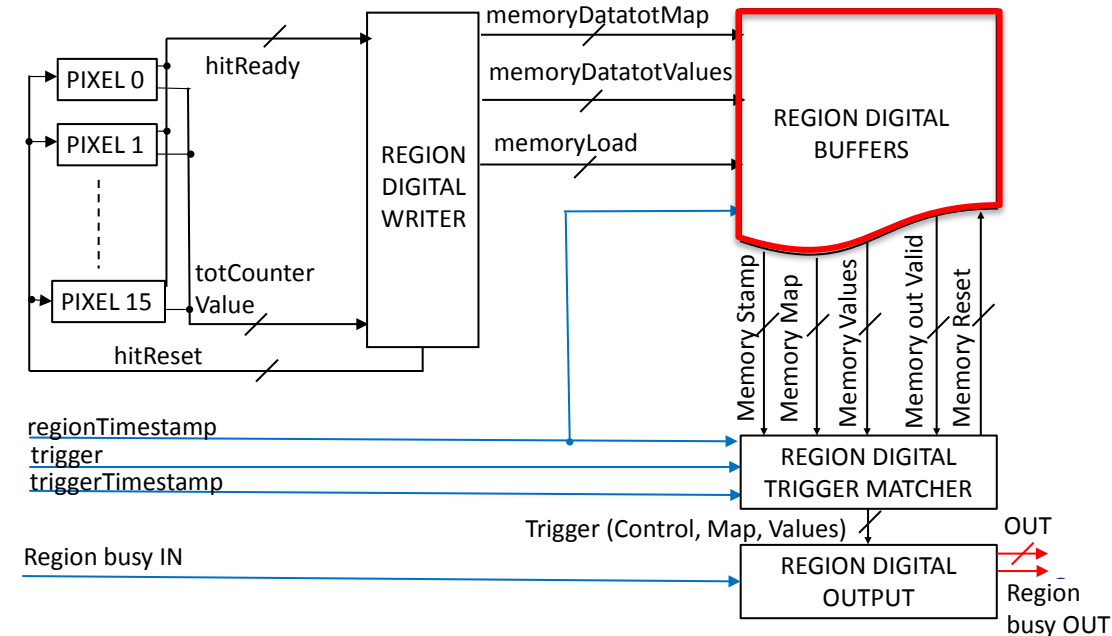 memoryDatatotMap
hitReady
memoryDatatotValues
PIXEL 0
PIXEL 1
memoryLoad
REGION
DIGITAL
WRITER
REGION DIGITAL
BUFFERS
totCounter
Value
PIXEL 15
hitReset
Memory Stamp
Memory Map
Memory Values
Memory out Valid
Memory Reset
regionTimestamp
trigger
triggerTimestamp
REGION DIGITAL
TRIGGER MATCHER
Trigger (Control, Map, Values)
OUT
Region busy IN
REGION DIGITAL
OUTPUT
Region
busy OUT